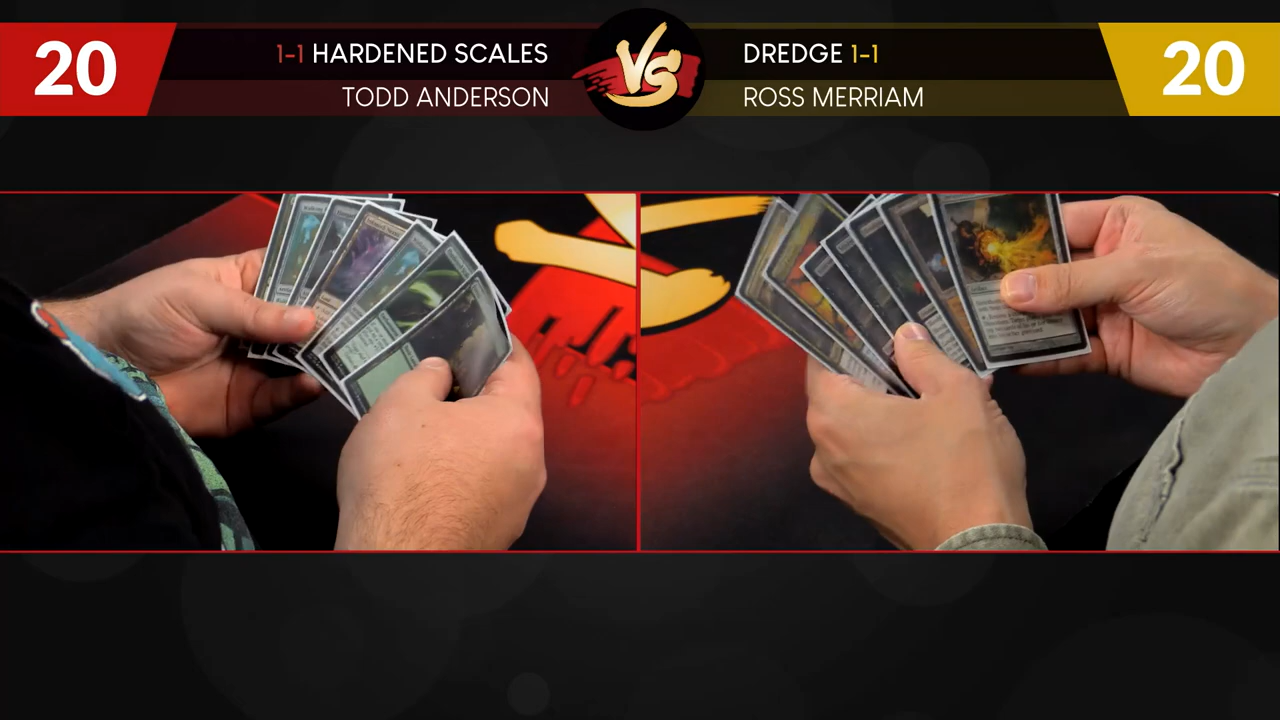 20
1-1 HARDENED SCALES
TODD ANDERSON
VS
DREDGE 1-1
ROSS MERRIAM
20